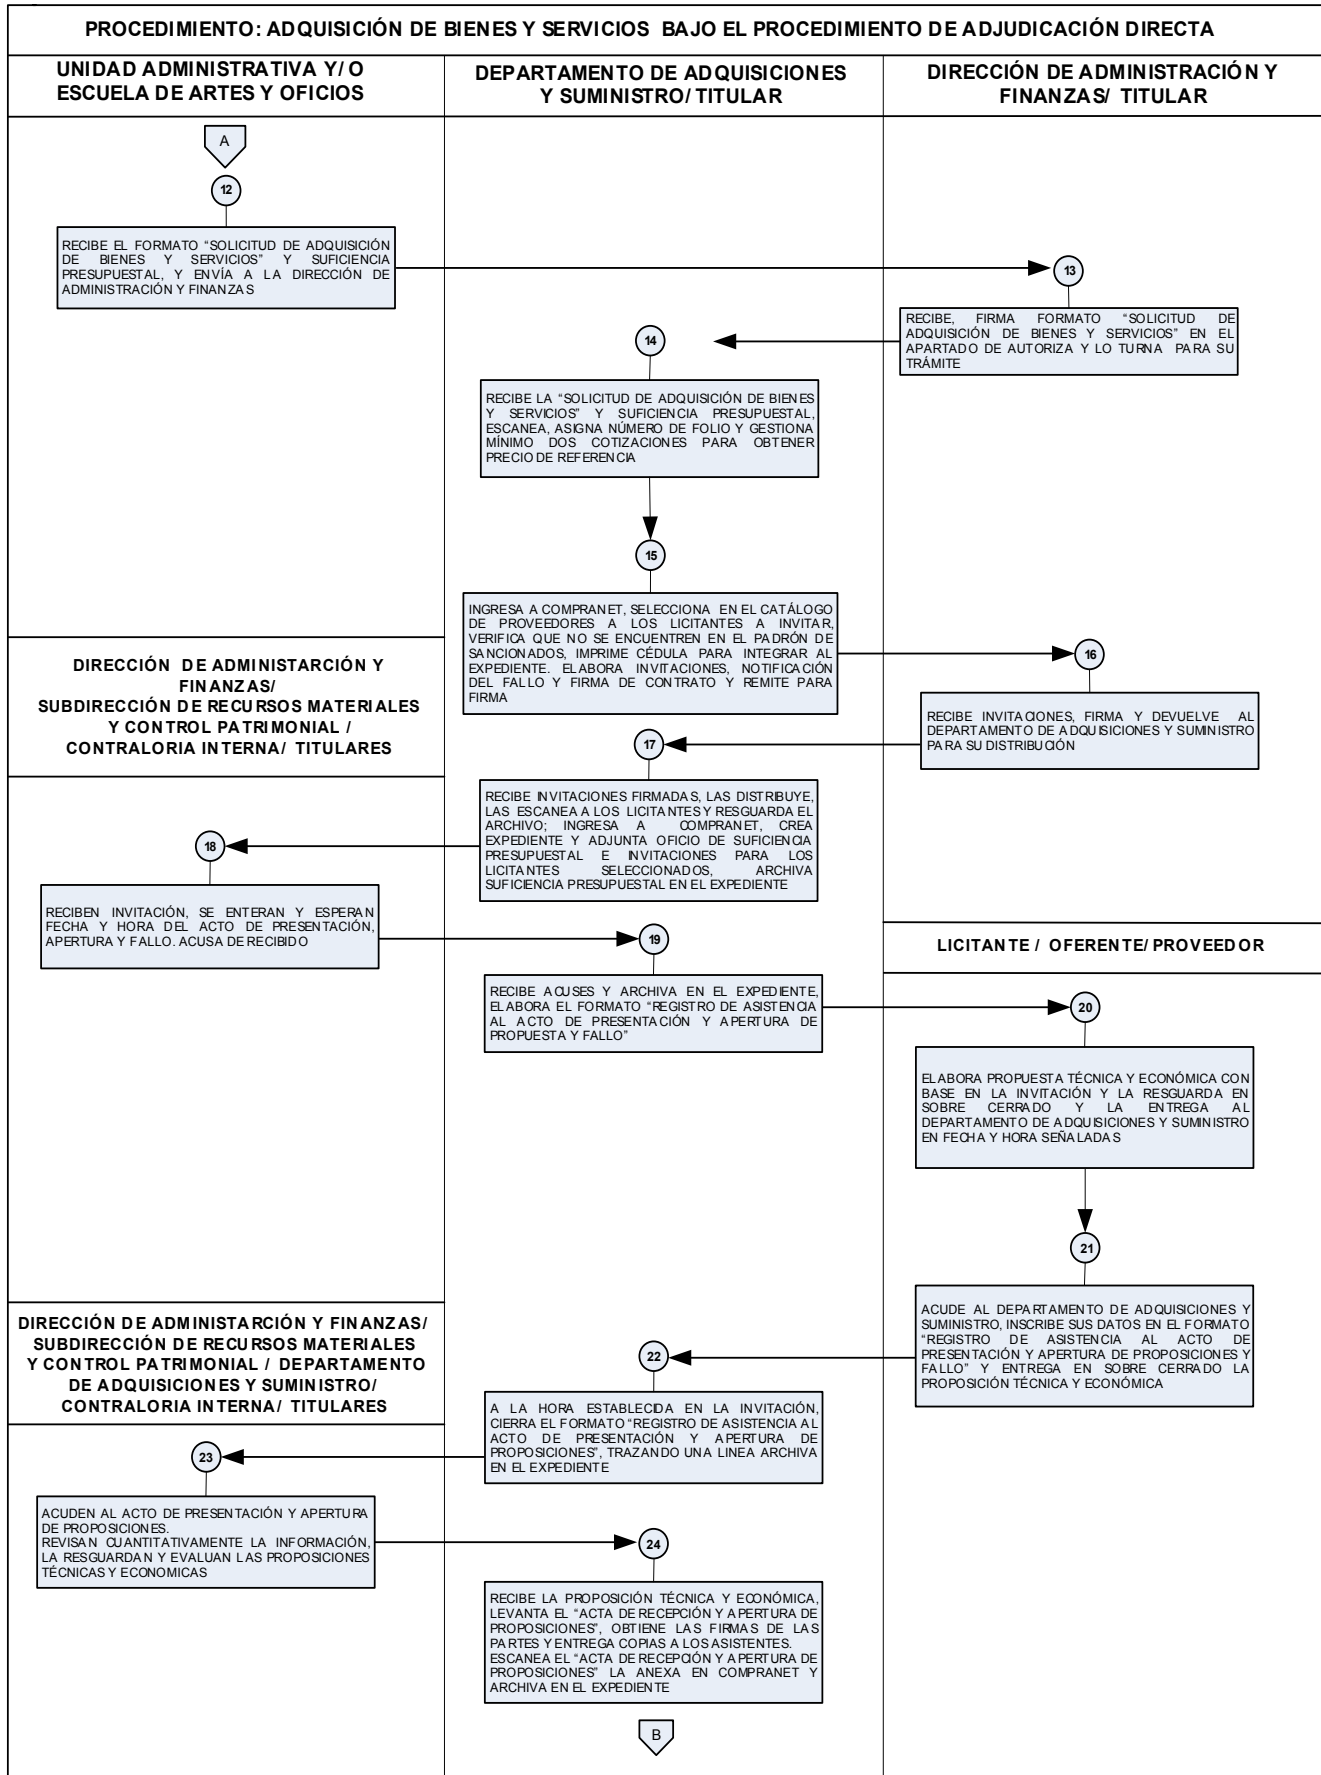 PROCEDIMIENTO: ADQUISICIÓN DE BIENES Y SERVICIOS BAJO EL PROCEDIMIENTO DE ADJUDICACIÓN DIRECTA
UNIDAD ADMINISTRATIVA Y/ O
ESCUELA DE ARTES Y OFICIOS
DEPARTAMENTO DE ADQUISICIONES
Y SUMINISTRO/ TITULAR
DIRECCIÓN DE ADMINISTRACIÓN Y
FINANZAS/ TITULAR
A
12
RECIBE EL FORMATO “SOLICITUD DE ADQUISICIÓN
DE BIENES Y SERVICIOS” Y SUFICIENCIA
PRESUPUESTAL, Y ENVÍA A LA DIRECCIÓN DE
ADMINISTRACIÓN Y FINANZAS
13
RECIBE, FIRMA FORMATO “SOLICITUD DE
ADQUISICIÓN DE BIENES Y SERVICIOS” EN EL
APARTADO DE AUTORIZA Y LO TURNA PARA SU
TRÁMITE
14
RECIBE LA “SOLICITUD DE ADQUISICIÓN DE BIENES
Y SERVICIOS” Y SUFICIENCIA PRESUPUESTAL,
ESCANEA, ASIGNA NÚMERO DE FOLIO Y GESTIONA
MÍNIMO DOS COTIZACIONES PARA OBTENER
PRECIO DE REFERENCIA
15
INGRESA A COMPRANET, SELECCIONA EN EL CATÁLOGO
DE PROVEEDORES A LOS LICITANTES A INVITAR,
VERIFICA QUE NO SE ENCUENTREN EN EL PADRÓN DE
SANCIONADOS, IMPRIME CÉDULA PARA INTEGRAR AL
EXPEDIENTE. ELABORA INVITACIONES, NOTIFICACIÓN
DEL FALLO Y FIRMA DE CONTRATO Y REMITE PARA
FIRMA
DIRECCIÓN DE ADMINISTARCIÓN Y
FINANZAS/
SUBDIRECCIÓN DE RECURSOS MATERIALES
Y CONTROL PATRIMONIAL /
CONTRALORIA INTERNA/ TITULARES
16
RECIBE INVITACIONES, FIRMA Y DEVUELVE AL
DEPARTAMENTO DE ADQUISICIONES Y SUMINISTRO
PARA SU DISTRIBUCIÓN
17
RECIBE INVITACIONES FIRMADAS, LAS DISTRIBUYE,
LAS ESCANEA A LOS LICITANTES Y RESGUARDA EL
ARCHIVO; INGRESA A COMPRANET, CREA
EXPEDIENTE Y ADJUNTA OFICIO DE SUFICIENCIA
PRESUPUESTAL E INVITACIONES PARA LOS
LICITANTES SELECCIONADOS, ARCHIVA
SUFICIENCIA PRESUPUESTAL EN EL EXPEDIENTE
18
RECIBEN INVITACIÓN, SE ENTERAN Y ESPERAN
FECHA Y HORA DEL ACTO DE PRESENTACIÓN,
APERTURA Y FALLO. ACUSA DE RECIBIDO
19
RECIBE ACUSES Y ARCHIVA EN EL EXPEDIENTE,
ELABORA EL FORMATO “REGISTRO DE ASISTENCIA
AL ACTO DE PRESENTACIÓN Y APERTURA DE
PROPUESTA Y FALLO”
LICITANTE / OFERENTE/ PROVEEDOR
20
ELABORA PROPUESTA TÉCNICA Y ECONÓMICA CON
BASE EN LA INVITACIÓN Y LA RESGUARDA EN
SOBRE CERRADO Y LA ENTREGA AL
DEPARTAMENTO DE ADQUISICIONES Y SUMINISTRO
EN FECHA Y HORA SEÑALADAS
21
ACUDE AL DEPARTAMENTO DE ADQUISICIONES Y
SUMINISTRO, INSCRIBE SUS DATOS EN EL FORMATO
“REGISTRO DE ASISTENCIA AL ACTO DE
PRESENTACIÓN Y APERTURA DE PROPOSICIONES Y
FALLO” Y ENTREGA EN SOBRE CERRADO LA
PROPOSICIÓN TÉCNICA Y ECONÓMICA
DIRECCIÓN DE ADMINISTARCIÓN Y FINANZAS/
SUBDIRECCIÓN DE RECURSOS MATERIALES
Y CONTROL PATRIMONIAL / DEPARTAMENTO
DE ADQUISICIONES Y SUMINISTRO/
CONTRALORIA INTERNA/ TITULARES
22
A LA HORA ESTABLECIDA EN LA INVITACIÓN,
CIERRA EL FORMATO “REGISTRO DE ASISTENCIA AL
ACTO DE PRESENTACIÓN Y APERTURA DE
PROPOSICIONES”, TRAZANDO UNA LINEA ARCHIVA
EN EL EXPEDIENTE
23
ACUDEN AL ACTO DE PRESENTACIÓN Y APERTURA
DE PROPOSICIONES.
REVISAN CUANTITATIVAMENTE LA INFORMACIÓN,
LA RESGUARDAN Y EVALUAN LAS PROPOSICIONES
TÉCNICAS Y ECONOMICAS
24
RECIBE LA PROPOSICIÓN TÉCNICA Y ECONÓMICA,
LEVANTA EL “ACTA DE RECEPCIÓN Y APERTURA DE
PROPOSICIONES”, OBTIENE LAS FIRMAS DE LAS
PARTES Y ENTREGA COPIAS A LOS ASISTENTES.
ESCANEA EL “ACTA DE RECEPCIÓN Y APERTURA DE
PROPOSICIONES” LA ANEXA EN COMPRANET Y
ARCHIVA EN EL EXPEDIENTE
B